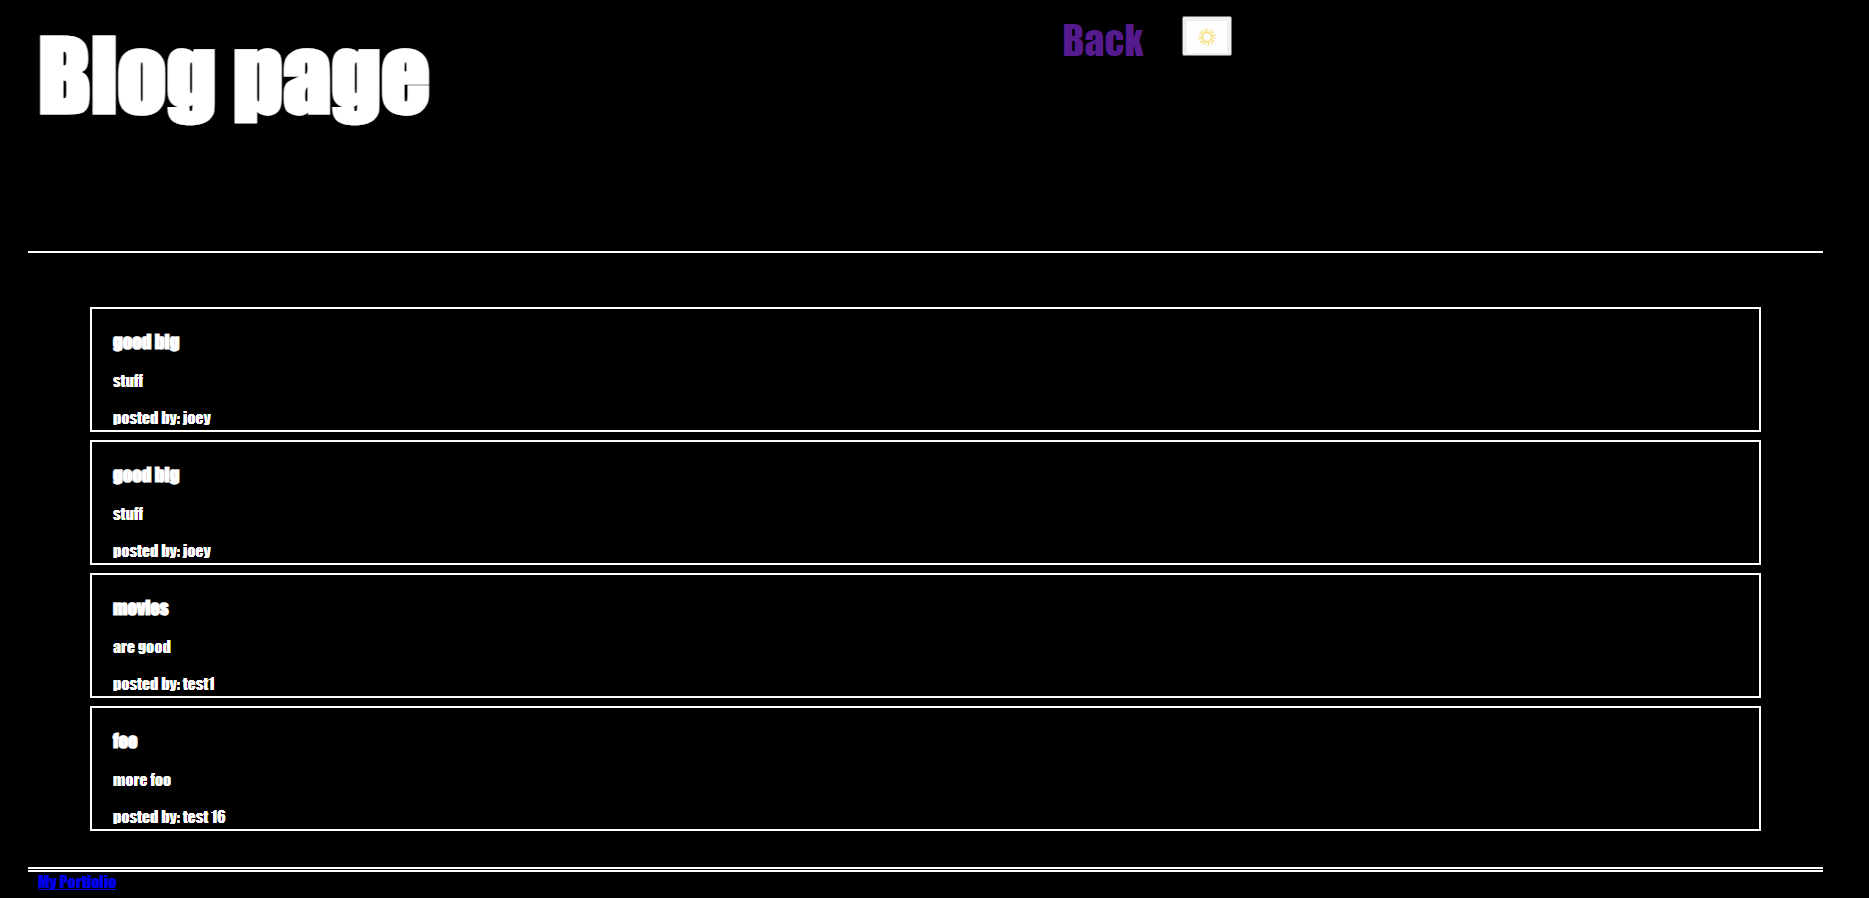 Blog page
Back
good big
stuff
posted by: joey
good big
stuff
posted by: joey
movies
are good
posted by: test1
foo
more foo
posted by: test 16
My Portfolio